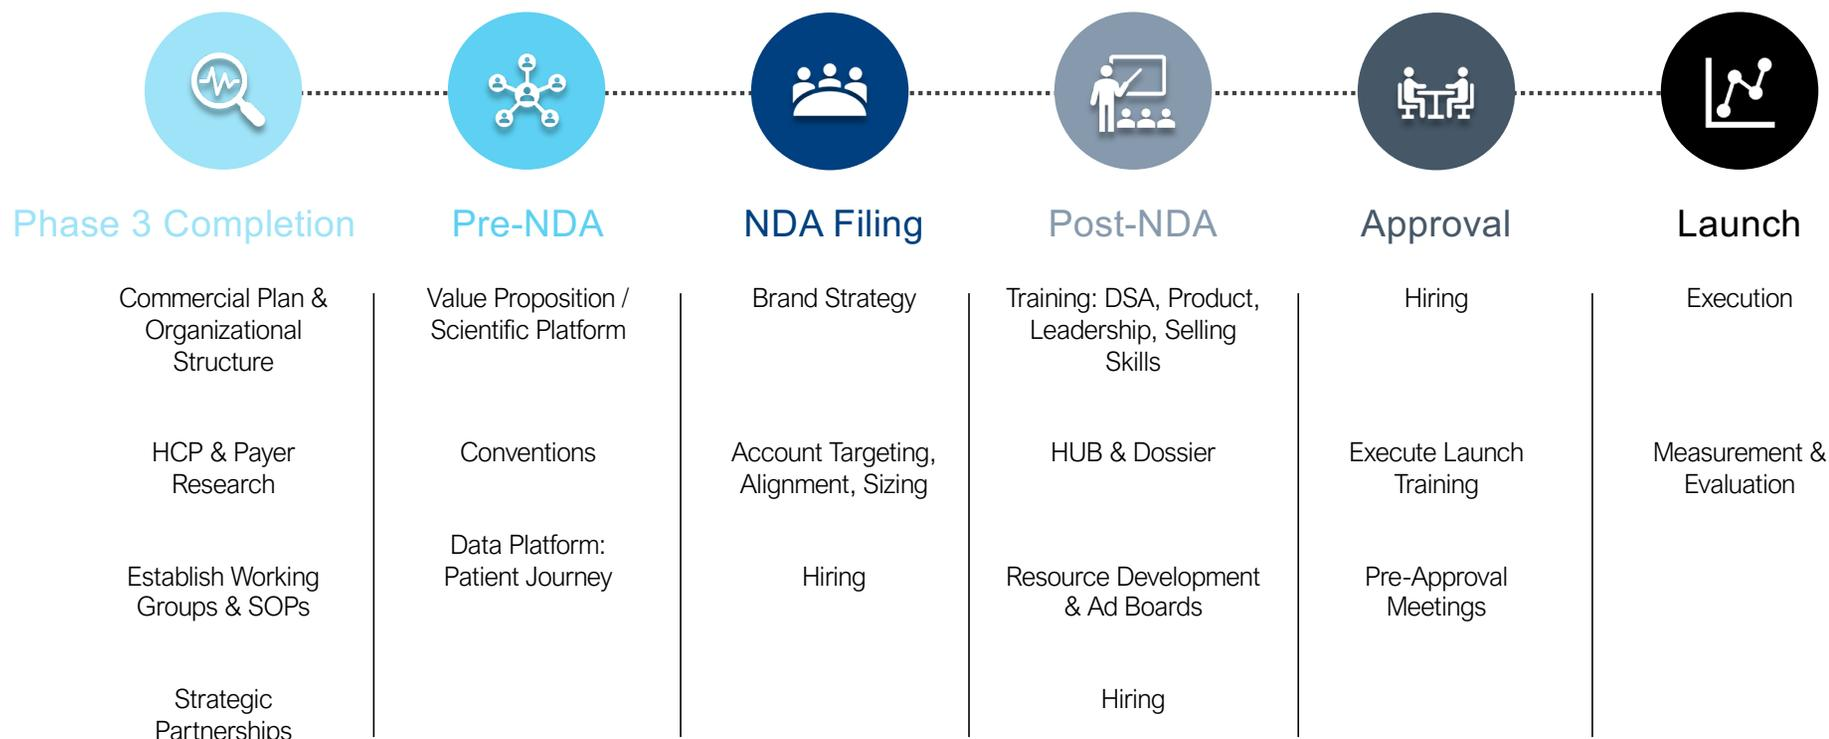 Phase 3 Completion
Commercial Plan &
Organizational
Structure
HCP & Payer
Research
Establish Working
Groups & SOPs
Strategic
Partnerships
Pre-NDA
Value Proposition /
Scientific Platform
Conventions
Data Platform:
Patient Journey
NDA Filing
Brand Strategy
Account Targeting,
Alignment, Sizing
Hiring
Post-NDA
Training: DSA, Product,
Leadership, Selling
Skills
HUB & Dossier
Resource Development
& Ad Boards
Hiring
Approval
Hiring
Execute Launch
Training
Pre-Approval
Meetings
Launch
Execution
Measurement &
Evaluation